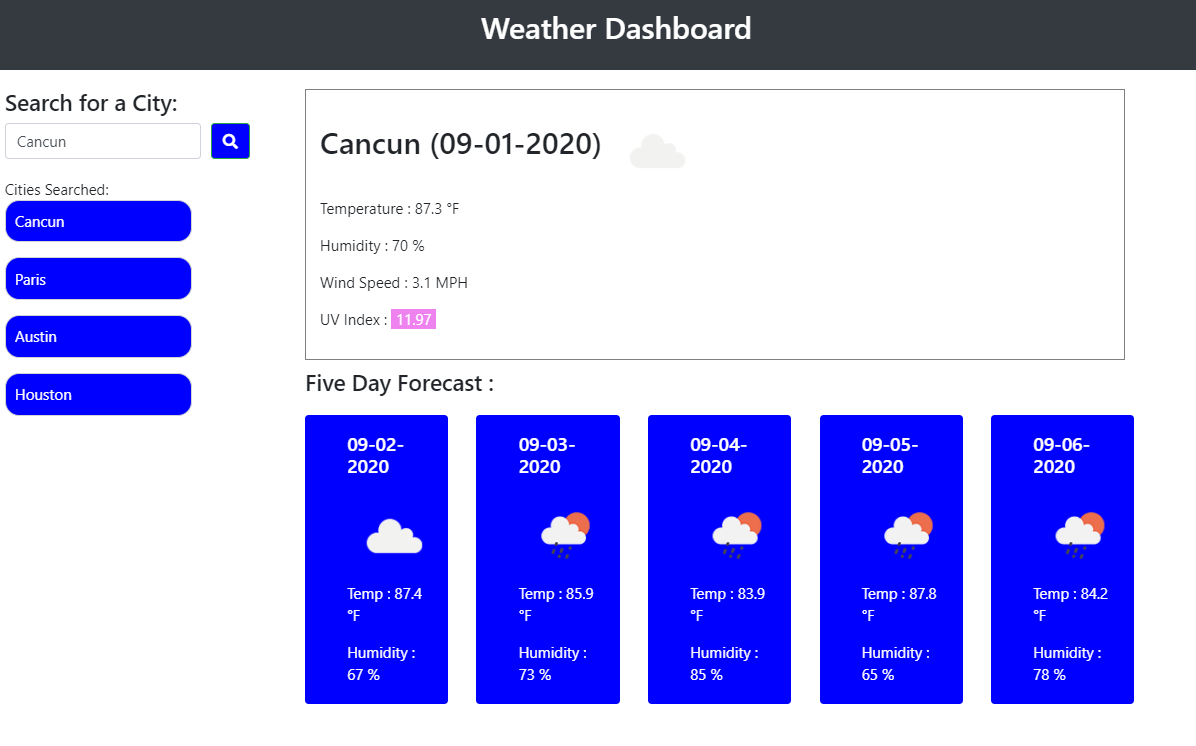 Weather Dashboard
Search for a City:
Cancun
Cities Searched:
Cancun
Paris
Austin
Houston
Cancun (09-01-2020)
Temperature : 87.3 °F
Humidity : 70 %
Wind Speed : 3.1 MPH
UV Index : 11.97
Five Day Forecast :
09-02-
2020
Temp : 87.4
°F
Humidity :
67 %
09-03-
2020
Temp : 85.9
°F
Humidity :
73 %
09-04-
2020
Temp : 83.9
°F
Humidity :
85 %
09-05-
2020
Temp : 87.8
°F
Humidity :
65 %
09-06-
2020
Temp : 84.2
°F
Humidity :
78 %